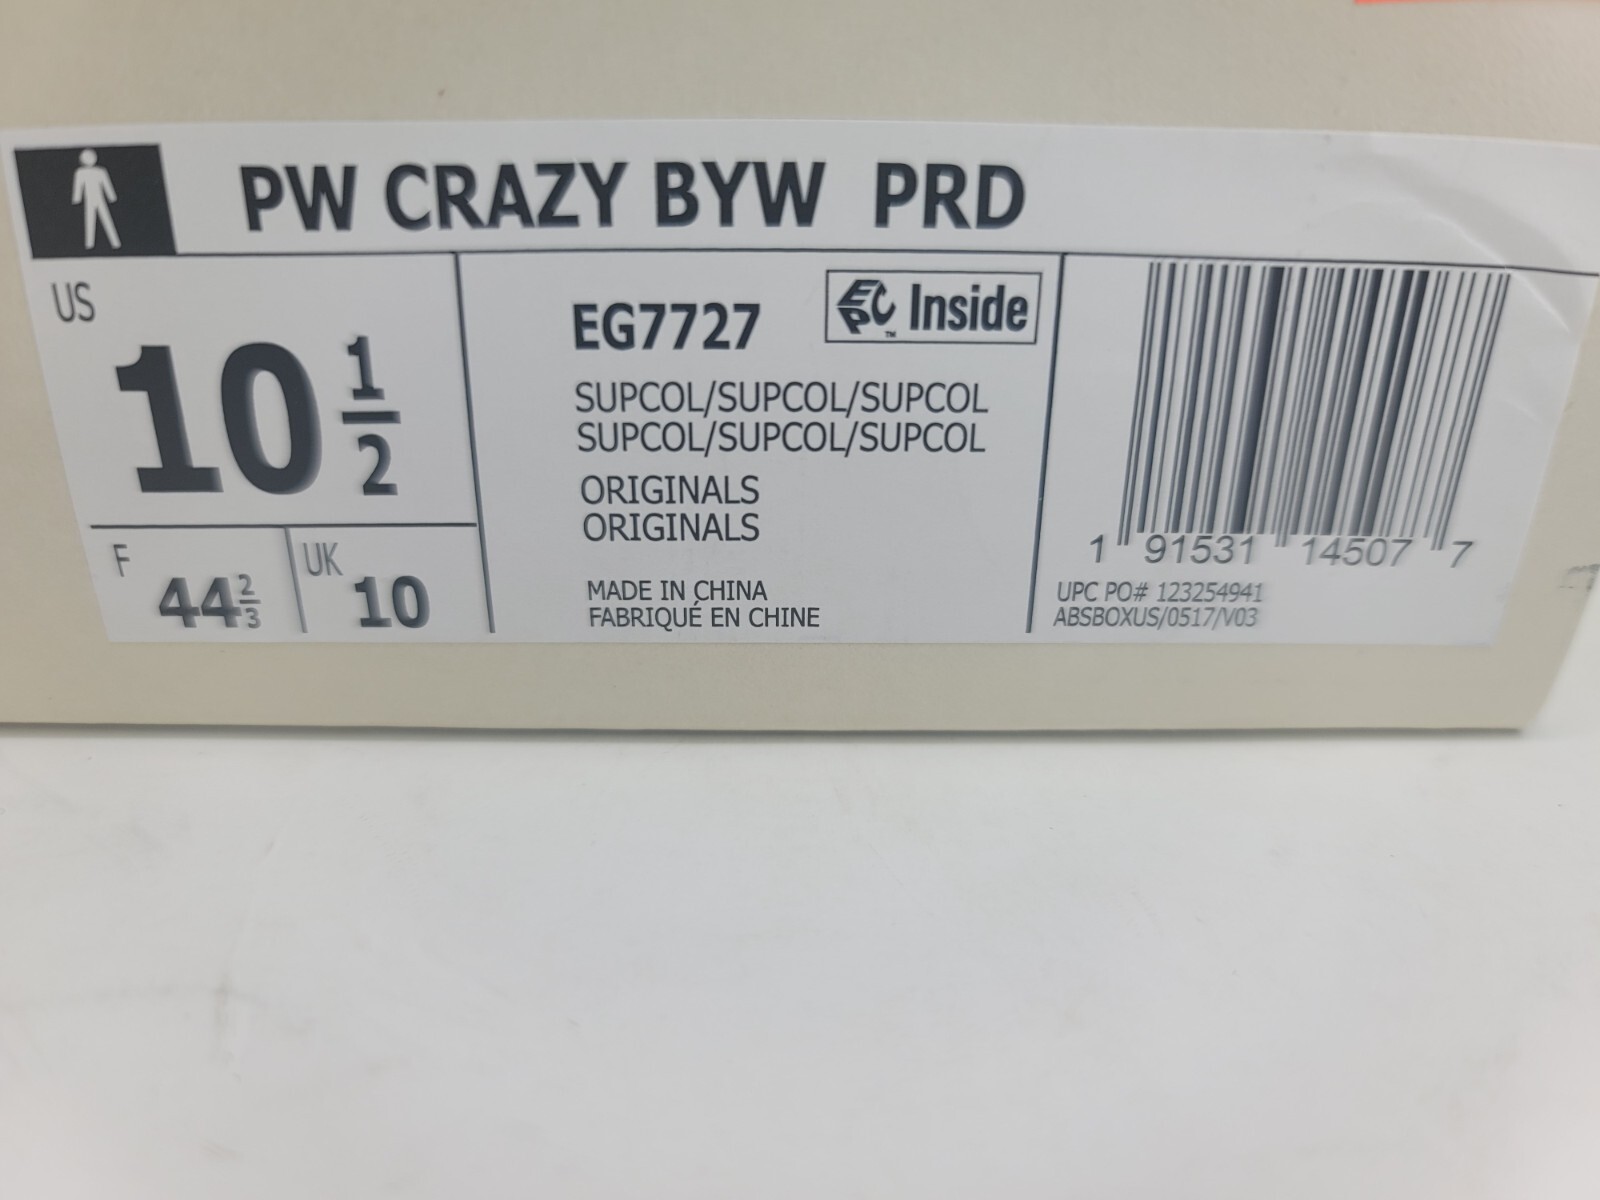 PW CRAZY BYW PRD
US
10 1/2
F
44 2/3
UK
10
EG7727
EPC™ Inside
SUPCOL/SUPCOL/SUPCOL
SUPCOL/SUPCOL/SUPCOL
ORIGINALS
ORIGINALS
MADE IN CHINA
FABRIQUÉ EN CHINE
1 91531 14507 7
UPC PO# 123254941
ABSBOXUS/0517/V03